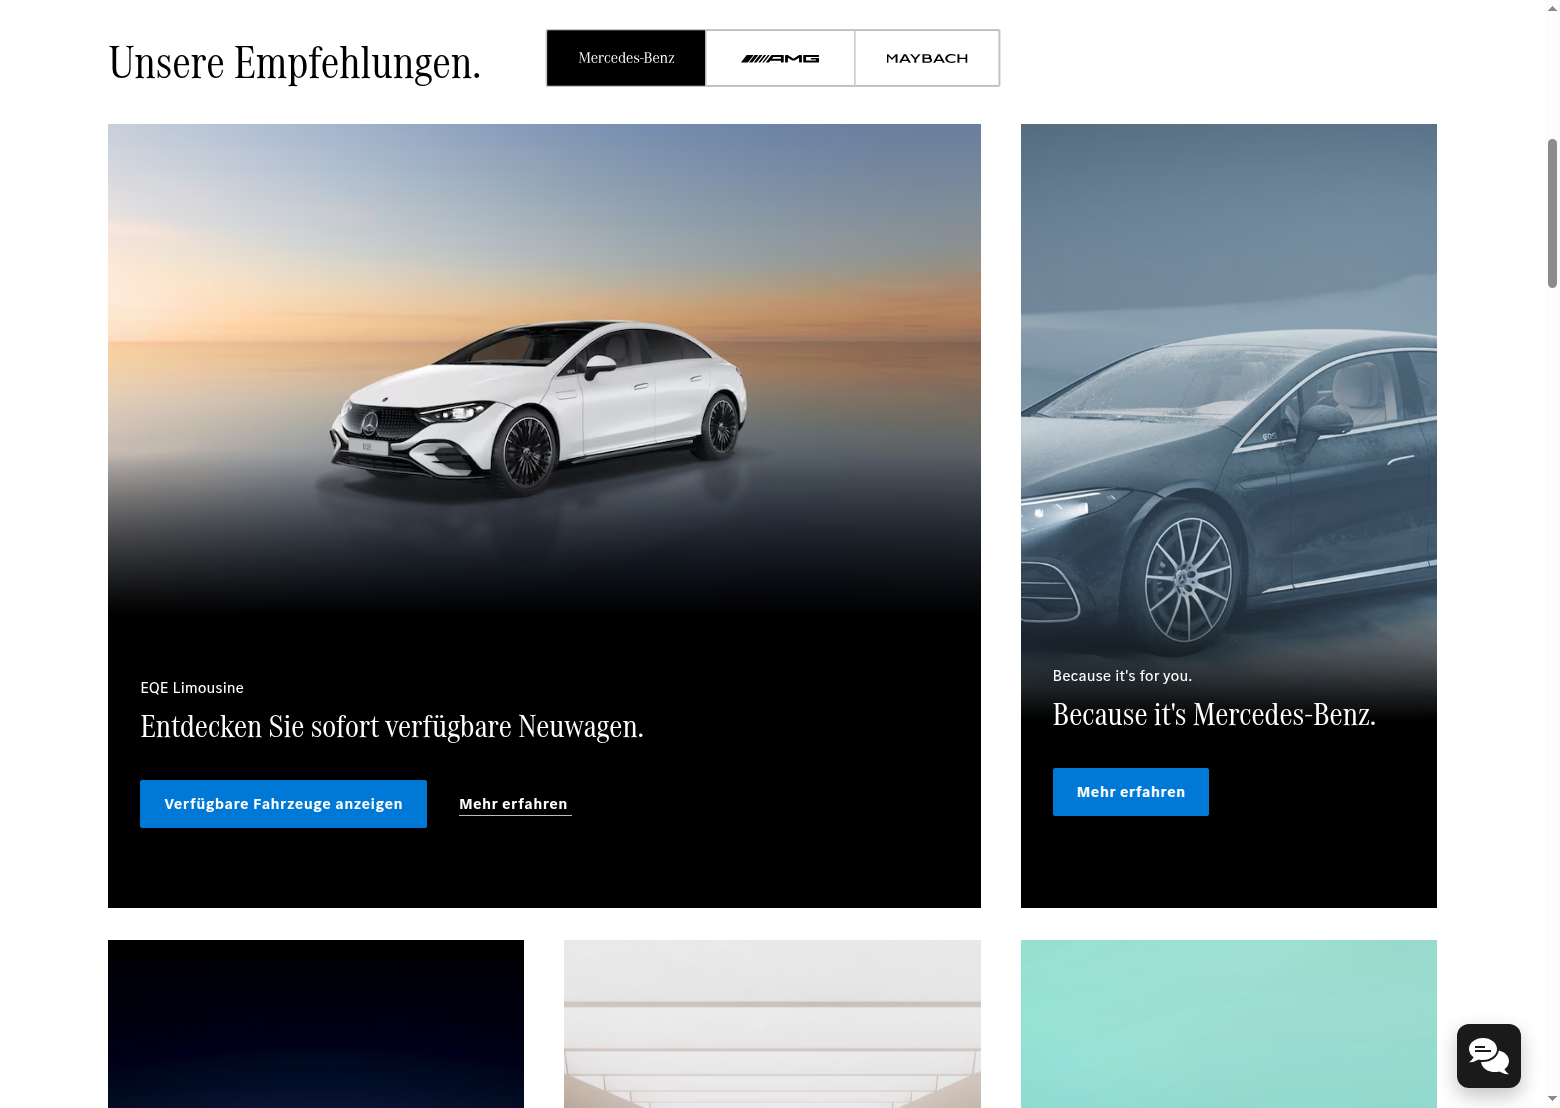 Unsere Empfehlungen.
Mercedes-Benz
AMG
MAYBACH
EQE Limousine
Entdecken Sie sofort verfügbare Neuwagen.
Verfügbare Fahrzeuge anzeigen
Mehr erfahren
Because it's for you.
Because it's Mercedes-Benz.
Mehr erfahren